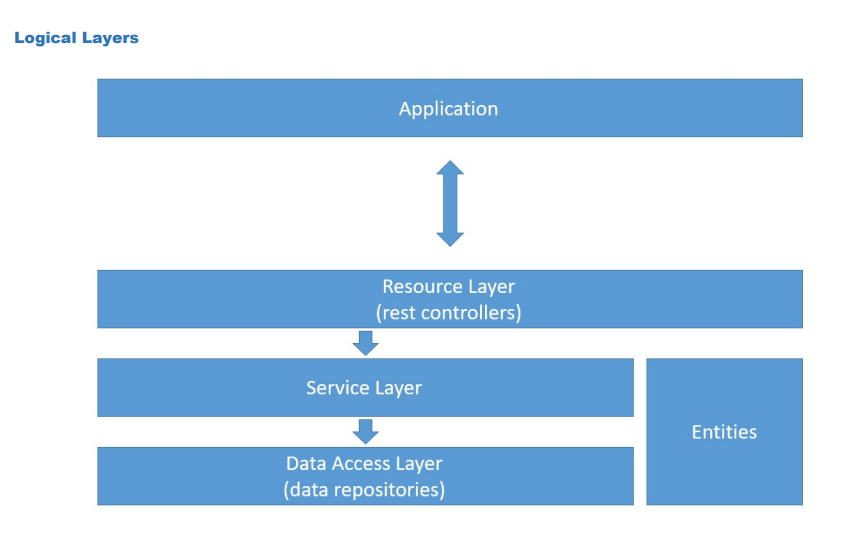 Logical Layers
Application
Resource Layer
(rest controllers)
Service Layer
Entities
Data Access Layer
(data repositories)